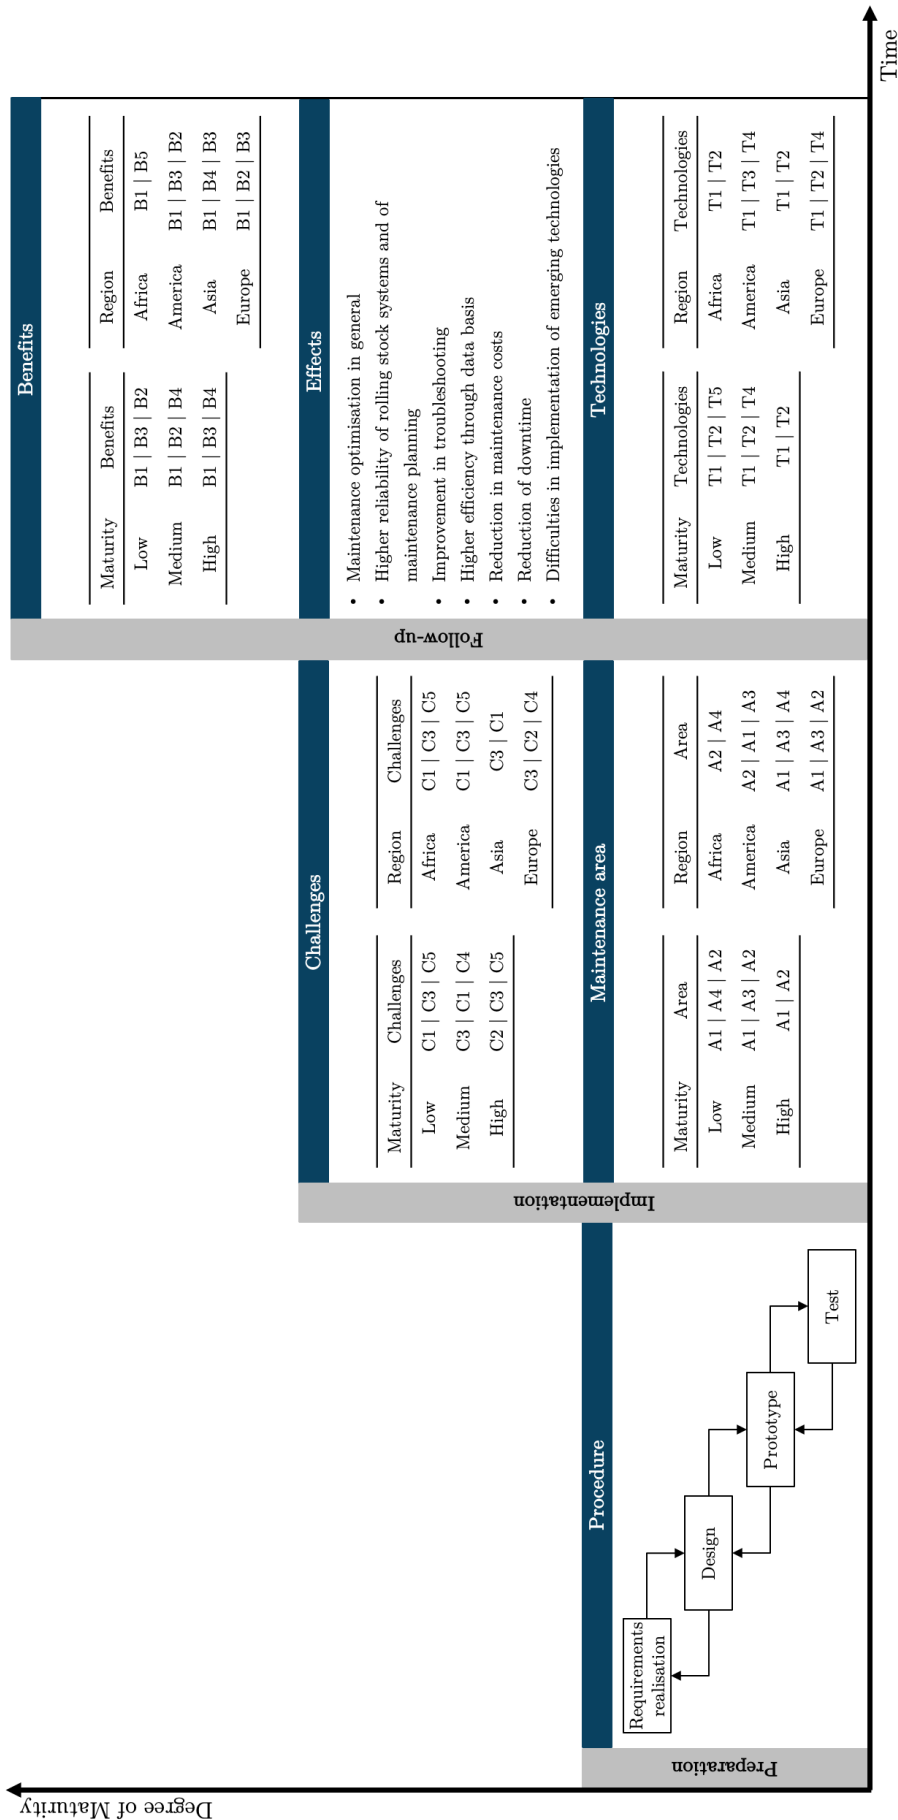 Degree of Maturity
Preparation
Procedure
Requirements
realisation
Design
Prototype
Test
Implementation
Challenges
Maturity Challenges
Low C1 | C3 | C5
Medium C3 | C1 | C4
High C2 | C3 | C5
Region Challenges
Africa C1 | C3 | C5
America C1 | C3 | C5
Asia C3 | C1
Europe C3 | C2 | C4
Maintenance area
Maturity Area
Low A1 | A4 | A2
Medium A1 | A3 | A2
High A1 | A2
Region Area
Africa A2 | A4
America A2 | A1 | A3
Asia A1 | A3 | A4
Europe A1 | A3 | A2
Follow-up
Benefits
Maturity Benefits
Low B1 | B3 | B2
Medium B1 | B2 | B4
High B1 | B3 | B4
Region Benefits
Africa B1 | B5
America B1 | B3 | B2
Asia B1 | B4 | B3
Europe B1 | B2 | B3
Effects
• Maintenance optimisation in general
• Higher reliability of rolling stock systems and of
maintenance planning
• Improvement in troubleshooting
• Higher efficiency through data basis
• Reduction in maintenance costs
• Reduction of downtime
• Difficulties in implementation of emerging technologies
Technologies
Maturity Technologies
Low T1 | T2 | T5
Medium T1 | T2 | T4
High T1 | T2
Region Technologies
Africa T1 | T2
America T1 | T3 | T4
Asia T1 | T2
Europe T1 | T2 | T4
Time